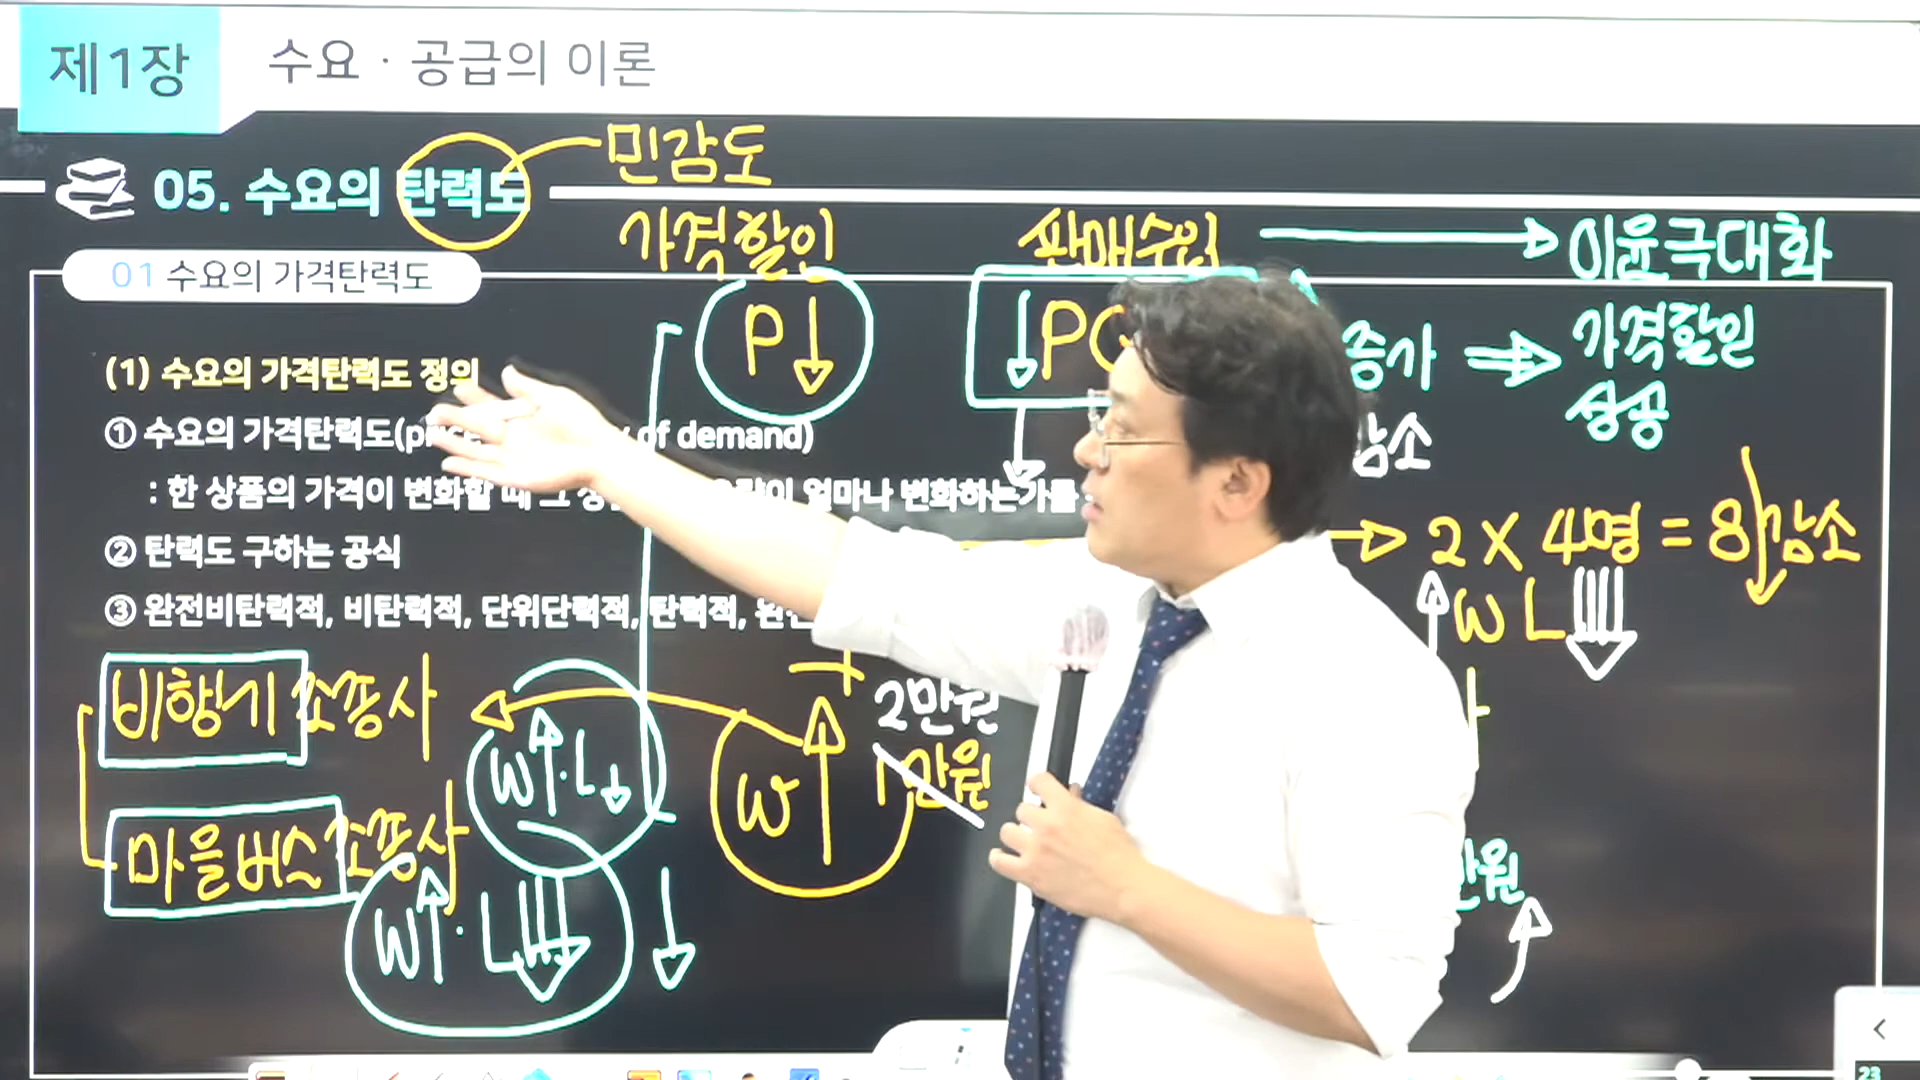 제1장
수요 · 공급의 이론
민감도
05. 수요의 탄력도
가격할인
판매수입
이윤극대화
01 수요의 가격탄력도
P↓
↓P
증가 ⇒ 가격할인
성공
(1) 수요의 가격탄력도 정의
① 수요의 가격탄력도(price of demand)
감소
: 한 상품의 가격이 변화할 때 그 얼마나 변화하는가를
→ 2 X 4명 = 8 감소
② 탄력도 구하는 공식
↑W L
③ 완전비탄력적, 비탄력적, 단위탄력적, 탄력적,
비행기 조종사
2만원
W↑·L↓
W↑
1만원
마을버스 조종사
만원
W↑·L
23